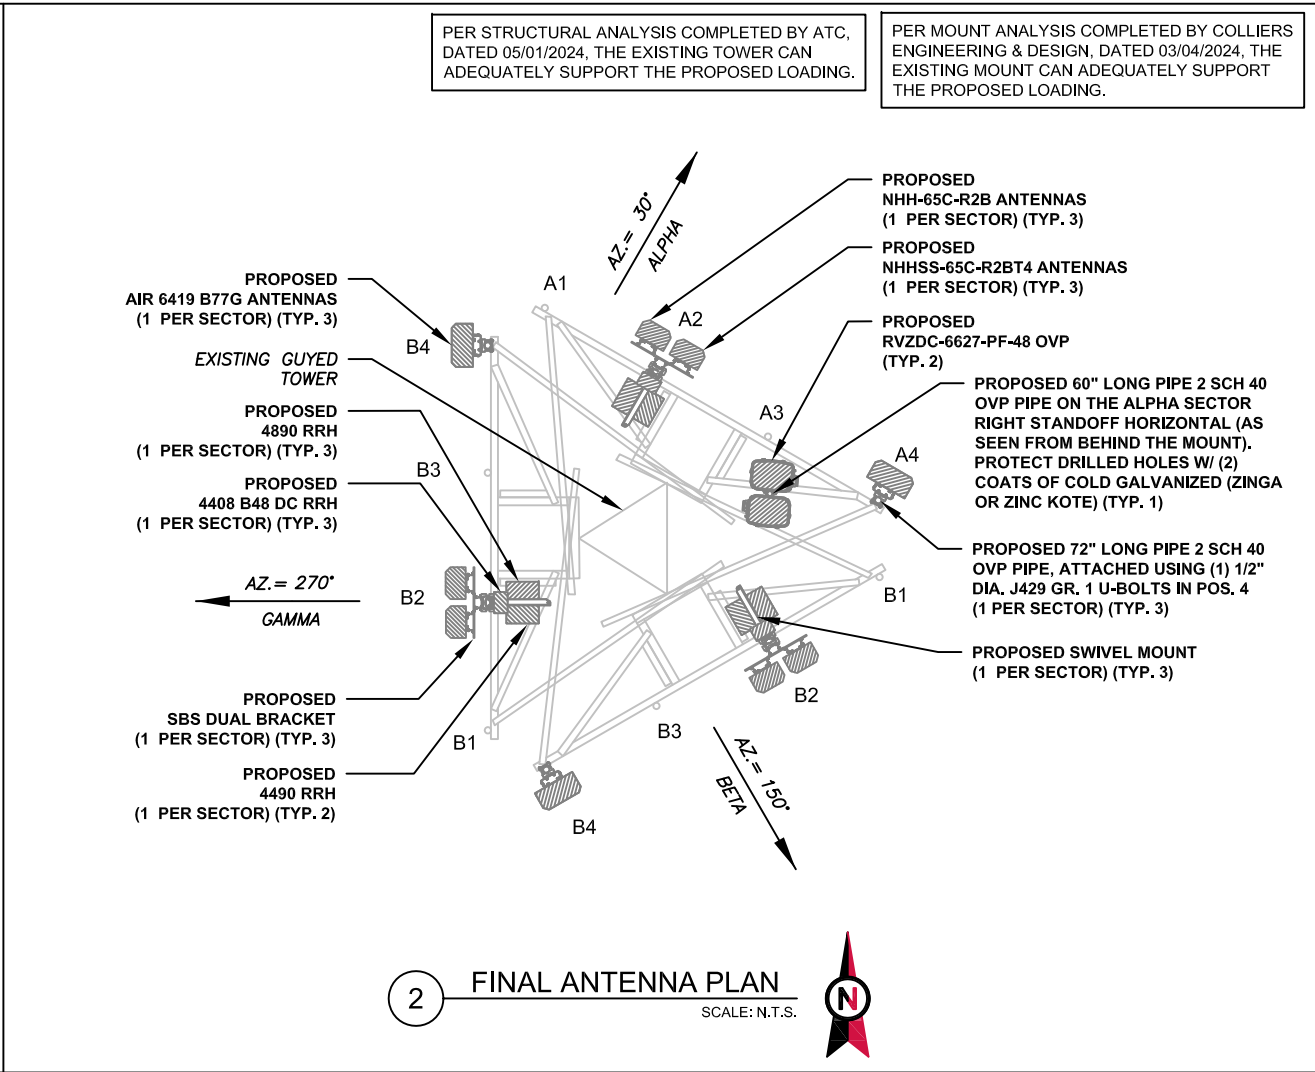 PER STRUCTURAL ANALYSIS COMPLETED BY ATC,
DATED 05/01/2024, THE EXISTING TOWER CAN
ADEQUATELY SUPPORT THE PROPOSED LOADING.
PER MOUNT ANALYSIS COMPLETED BY COLLIERS
ENGINEERING & DESIGN, DATED 03/04/2024, THE
EXISTING MOUNT CAN ADEQUATELY SUPPORT
THE PROPOSED LOADING.
AZ.= 30°
ALPHA
PROPOSED
NHH-65C-R2B ANTENNAS
(1 PER SECTOR) (TYP. 3)
PROPOSED
NHHSS-65C-R2BT4 ANTENNAS
(1 PER SECTOR) (TYP. 3)
PROPOSED
RVZDC-6627-PF-48 OVP
(TYP. 2)
PROPOSED 60" LONG PIPE 2 SCH 40
OVP PIPE ON THE ALPHA SECTOR
RIGHT STANDOFF HORIZONTAL (AS
SEEN FROM BEHIND THE MOUNT).
PROTECT DRILLED HOLES W/ (2)
COATS OF COLD GALVANIZED (ZINGA
OR ZINC KOTE) (TYP. 1)
PROPOSED 72" LONG PIPE 2 SCH 40
OVP PIPE, ATTACHED USING (1) 1/2"
DIA. J429 GR. 1 U-BOLTS IN POS. 4
(1 PER SECTOR) (TYP. 3)
PROPOSED SWIVEL MOUNT
(1 PER SECTOR) (TYP. 3)
PROPOSED
AIR 6419 B77G ANTENNAS
(1 PER SECTOR) (TYP. 3)
EXISTING GUYED
TOWER
PROPOSED
4890 RRH
(1 PER SECTOR) (TYP. 3)
PROPOSED
4408 B48 DC RRH
(1 PER SECTOR) (TYP. 3)
AZ.= 270°
GAMMA
PROPOSED
SBS DUAL BRACKET
(1 PER SECTOR) (TYP. 3)
PROPOSED
4490 RRH
(1 PER SECTOR) (TYP. 2)
A1
A2
A3
A4
B4
B3
B2
B1
B1
B2
B3
B4
AZ.= 150°
BETA
2
FINAL ANTENNA PLAN
SCALE: N.T.S.
N